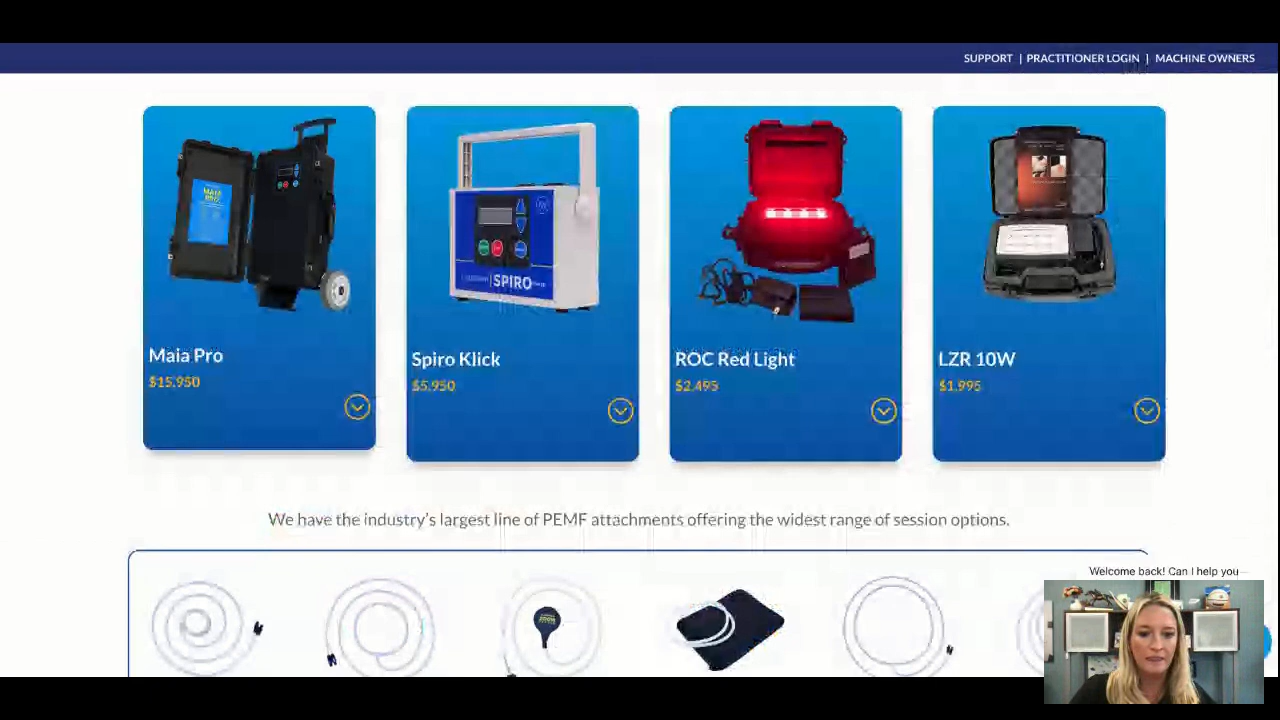 SUPPORT | PRACTITIONER LOGIN | MACHINE OWNERS
MAIA
PRO
SPIRO
Maia Pro
$15,950
Spiro Klick
$5,950
ROC Red Light
$2,495
LZR 10W
$1,995
We have the industry's largest line of PEMF attachments offering the widest range of session options.
Welcome back! Can I help you